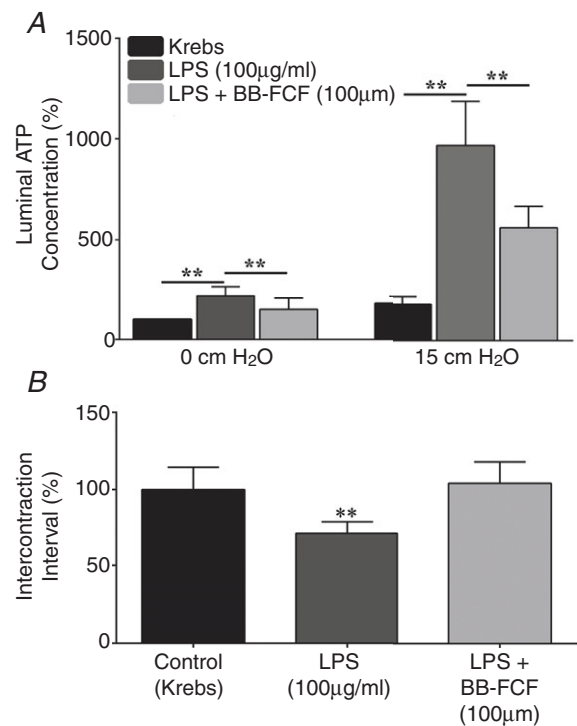 A
1500
1000
500
0
Luminal ATP
Concentration (%)
Krebs
LPS (100μg/ml)
LPS + BB-FCF (100μm)
** **
** **
0 cm H₂O 15 cm H₂O
B
150
100
50
0
Intercontraction
Interval (%)
**
Control
(Krebs)
LPS
(100μg/ml)
LPS +
BB-FCF
(100μm)